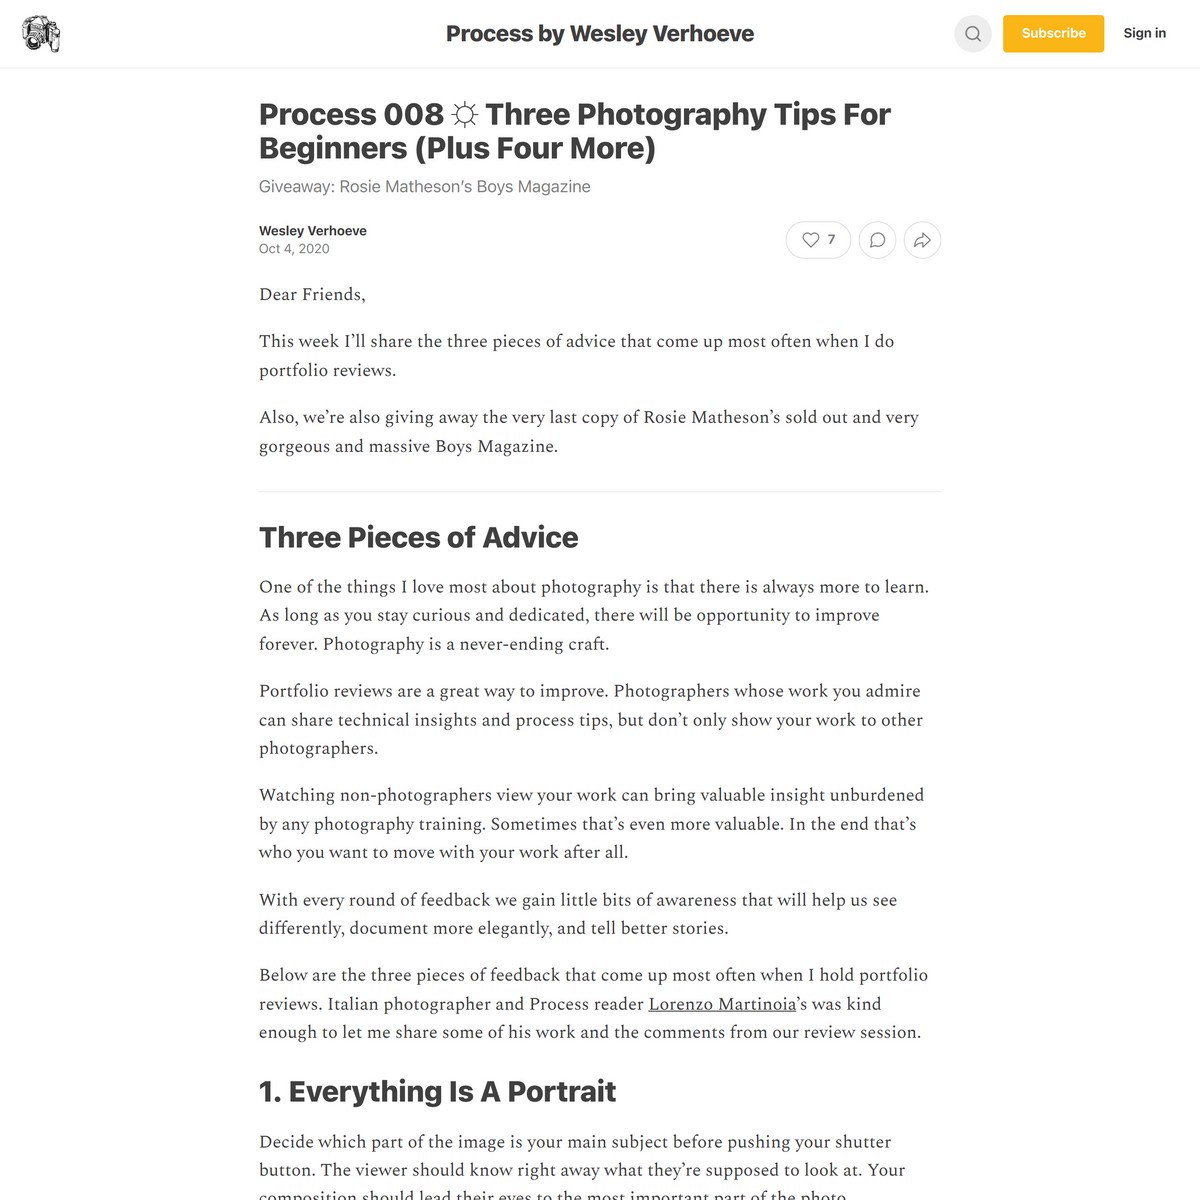 Process by Wesley Verhoeve
Subscribe
Sign in
Process 008 ☼ Three Photography Tips For
Beginners (Plus Four More)
Giveaway: Rosie Matheson’s Boys Magazine
Wesley Verhoeve
Oct 4, 2020
7
Dear Friends,
This week I’ll share the three pieces of advice that come up most often when I do
portfolio reviews.
Also, we’re also giving away the very last copy of Rosie Matheson’s sold out and very
gorgeous and massive Boys Magazine.
Three Pieces of Advice
One of the things I love most about photography is that there is always more to learn.
As long as you stay curious and dedicated, there will be opportunity to improve
forever. Photography is a never-ending craft.
Portfolio reviews are a great way to improve. Photographers whose work you admire
can share technical insights and process tips, but don’t only show your work to other
photographers.
Watching non-photographers view your work can bring valuable insight unburdened
by any photography training. Sometimes that’s even more valuable. In the end that’s
who you want to move with your work after all.
With every round of feedback we gain little bits of awareness that will help us see
differently, document more elegantly, and tell better stories.
Below are the three pieces of feedback that come up most often when I hold portfolio
reviews. Italian photographer and Process reader Lorenzo Martinoia’s was kind
enough to let me share some of his work and the comments from our review session.
1. Everything Is A Portrait
Decide which part of the image is your main subject before pushing your shutter
button. The viewer should know right away what they’re supposed to look at. Your
composition should lead their eyes to the most important part of the photo.